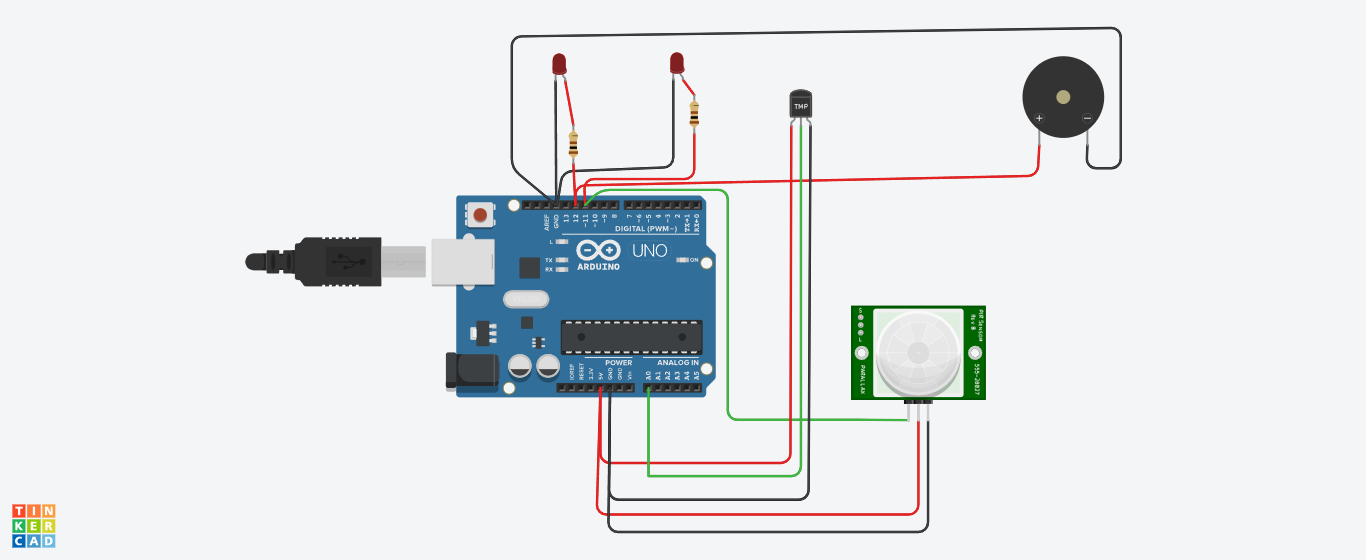 TMP
+
−
AREF
GND
13
12
~11
~10
~9
8
7
~6
~5
4
~3
2
TX→1
RX←0
DIGITAL (PWM~)
L
TX
RX
ARDUINO
UNO
ON
POWER
ANALOG IN
IOREF
RESET
3.3V
5V
GND
GND
Vin
A0
A1
A2
A3
A4
A5
PIR Sensor
Rev B
555-28027
PARALLAX
TIN
KER
CAD